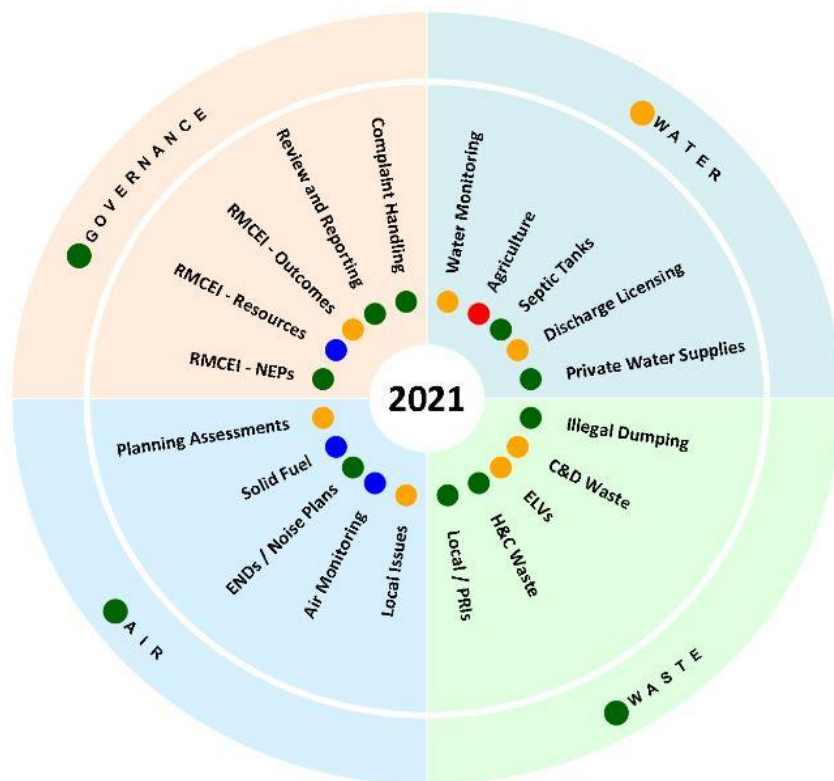 GOVERNANCE
Complaint Handling
Review and Reporting
RMCEI - Outcomes
RMCEI - Resources
RMCEI - NEPs
WATER
Water Monitoring
Agriculture
Septic Tanks
Discharge Licensing
Private Water Supplies
2021
Planning Assessments
Solid Fuel
ENDs / Noise Plans
Air Monitoring
Local Issues
AIR
Illegal Dumping
C&D Waste
ELVs
H&C Waste
Local / PRIs
WASTE